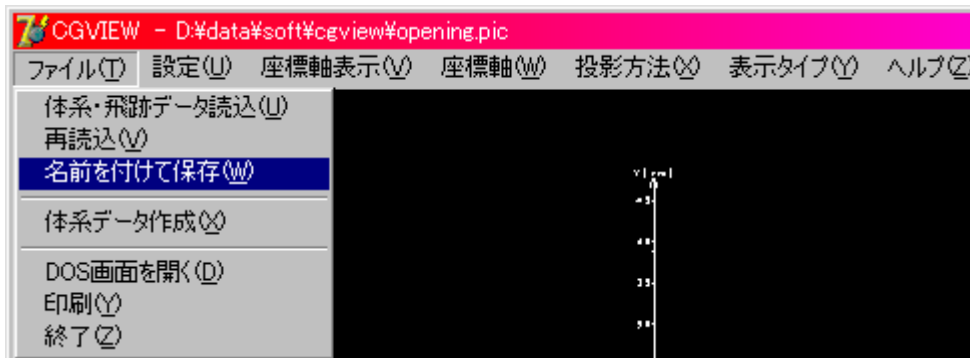 CGVIEW - D:¥data¥soft¥cgview¥opening.pic
ファイル(T) 設定(U) 座標軸表示(V) 座標軸(W) 投影方法(X) 表示タイプ(Y) ヘルプ(Z
体系・飛跡データ読込(U)
再読込(V)
名前を付けて保存(W)
体系データ作成(X)
DOS画面を開く(D)
印刷(Y)
終了(Z)